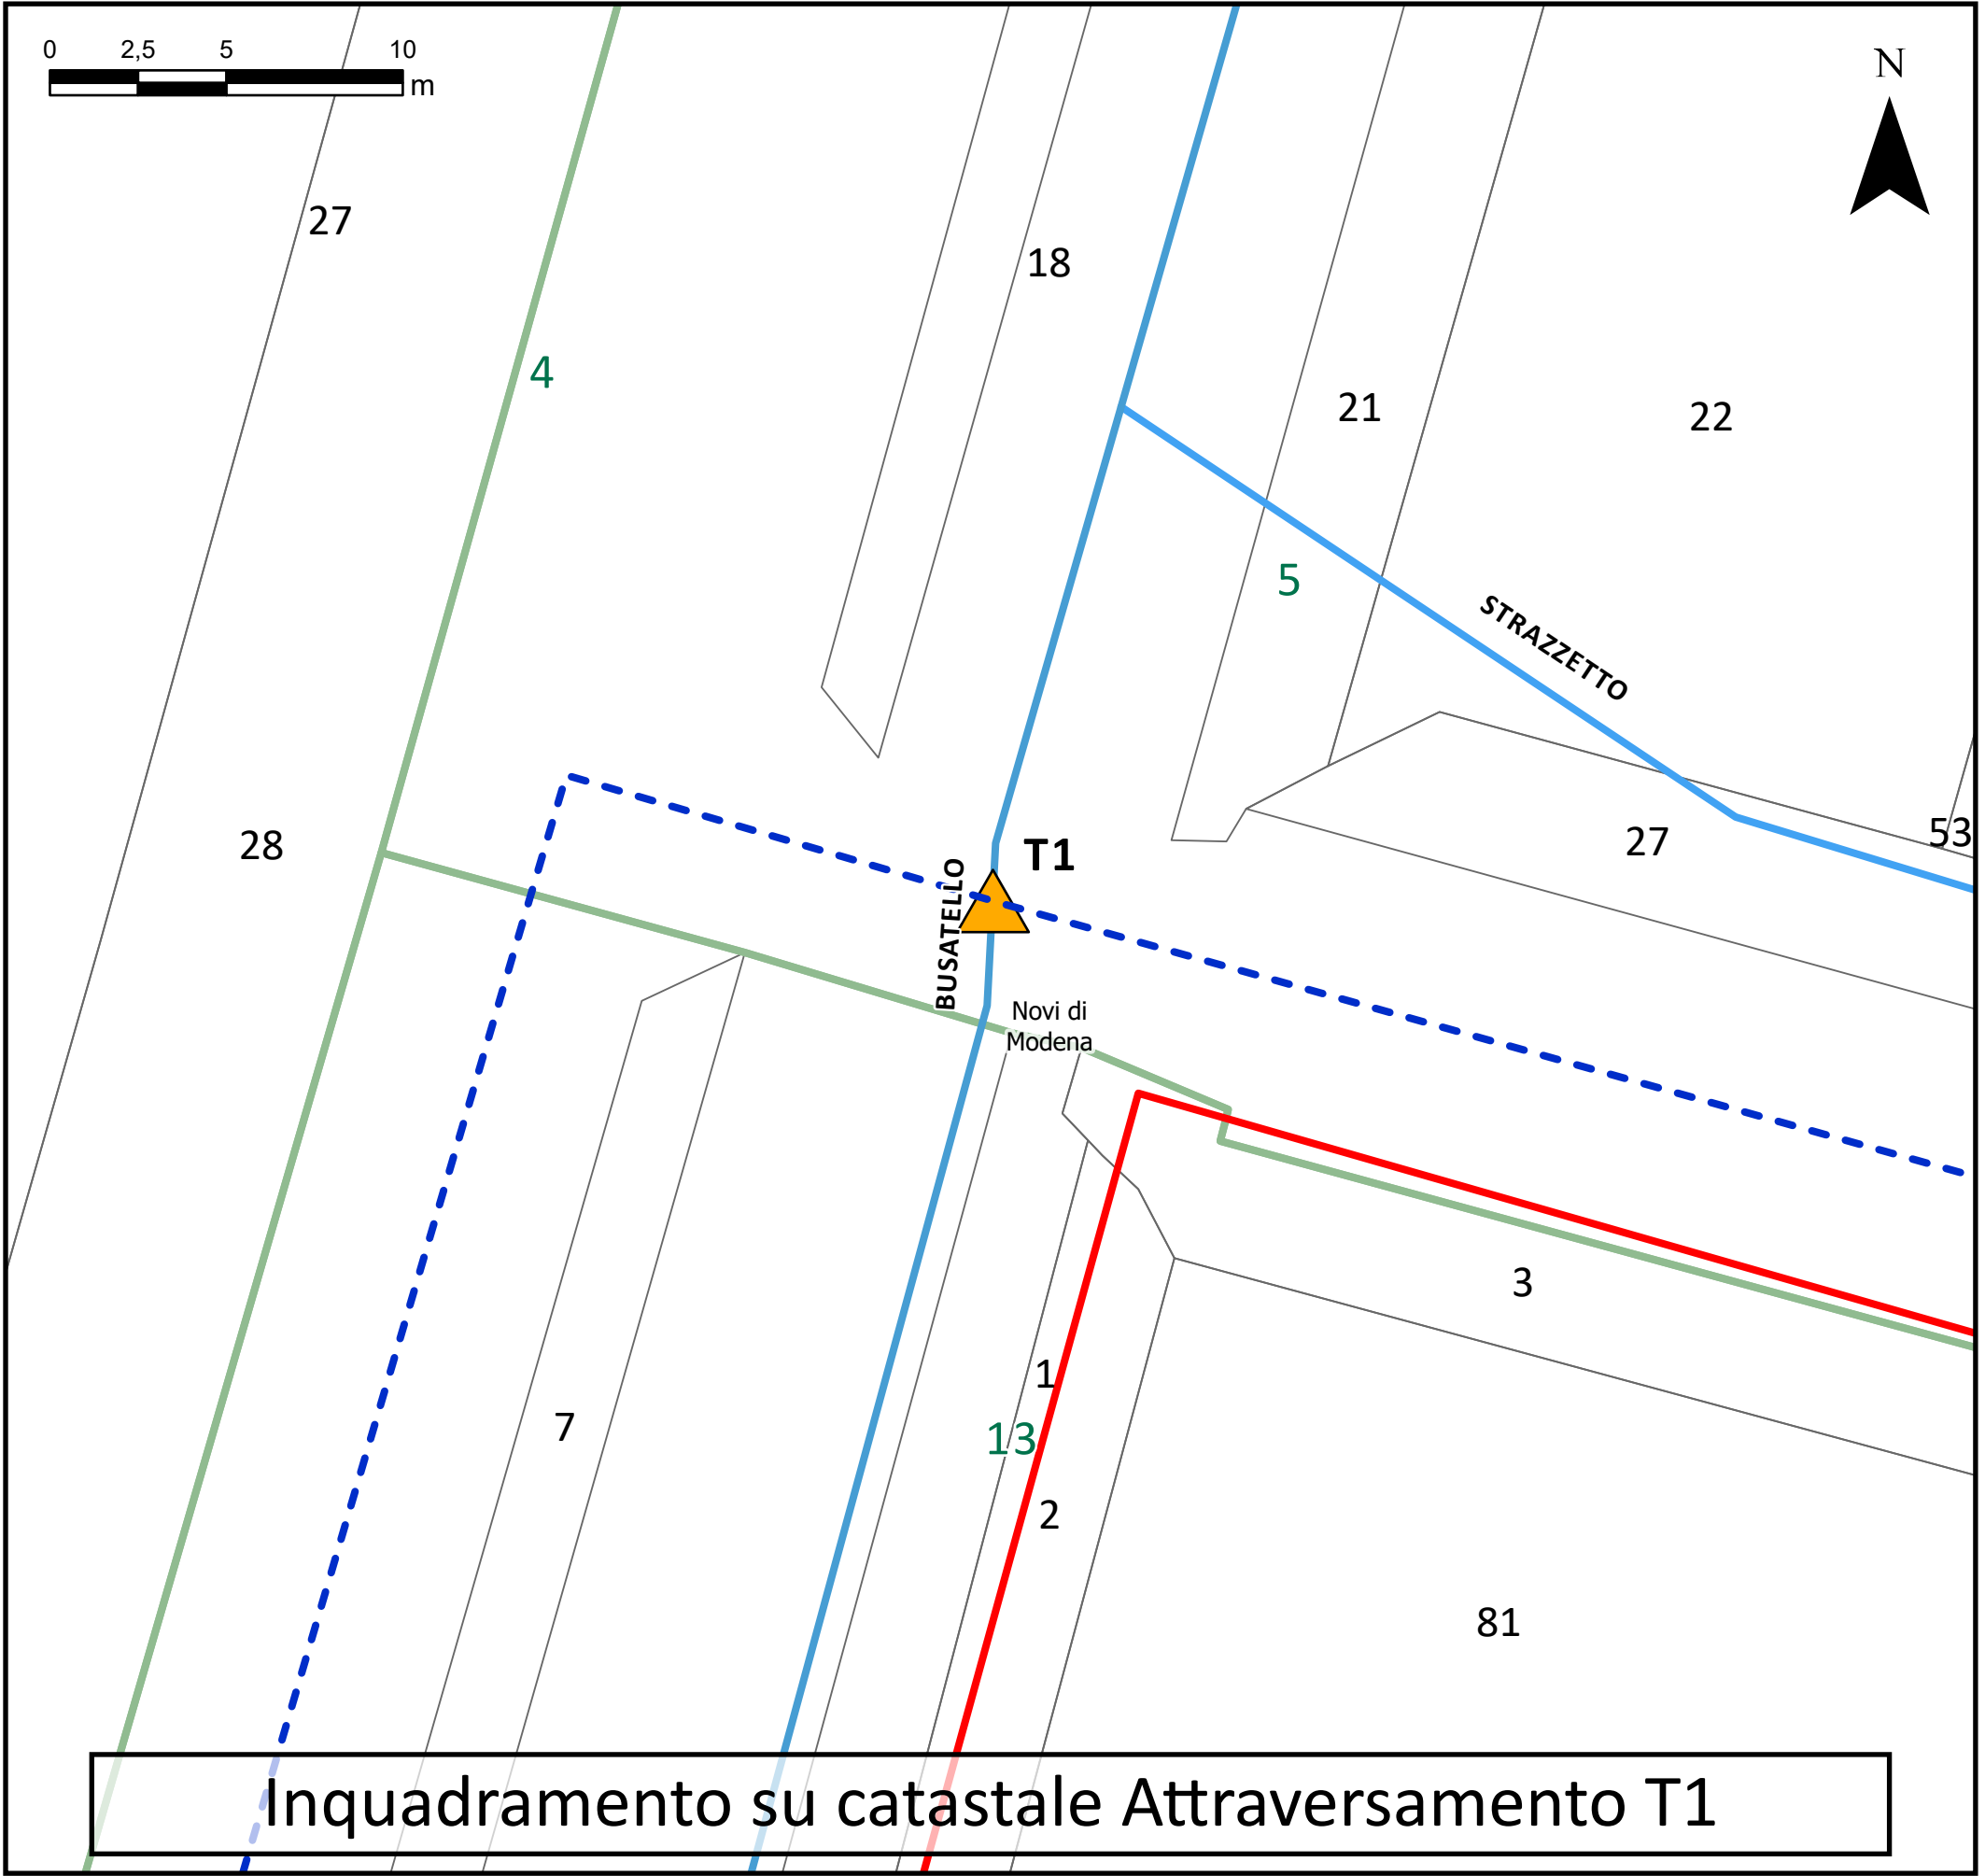 0 2,5 5 10
m
N
27
18
4
21
22
5
STRAZZETTO
T1
28
27
53
BUSATELLO
Novi di
Modena
3
1
7
13
2
81
Inquadramento su catastale Attraversamento T1